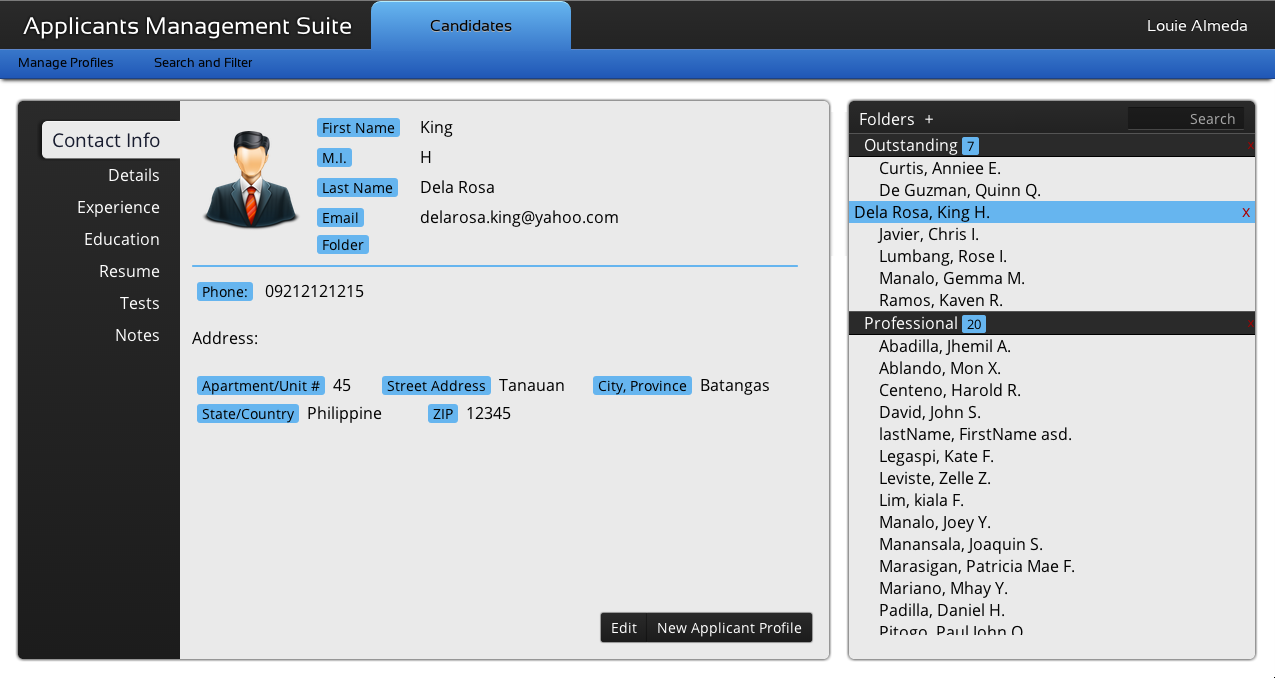 Applicants Management Suite
Candidates
Louie Almeda
Manage Profiles
Search and Filter
Contact Info
Details
Experience
Education
Resume
Tests
Notes
First Name King
M.I. H
Last Name Dela Rosa
Email delarosa.king@yahoo.com
Folder
Phone: 09212121215
Address:
Apartment/Unit # 45 Street Address Tanauan City, Province Batangas
State/Country Philippine ZIP 12345
Edit New Applicant Profile
Folders + Search
Outstanding 7 x
Curtis, Anniee E.
De Guzman, Quinn Q.
Dela Rosa, King H. x
Javier, Chris I.
Lumbang, Rose I.
Manalo, Gemma M.
Ramos, Kaven R.
Professional 20 x
Abadilla, Jhemil A.
Ablando, Mon X.
Centeno, Harold R.
David, John S.
lastName, FirstName asd.
Legaspi, Kate F.
Leviste, Zelle Z.
Lim, kiala F.
Manalo, Joey Y.
Manansala, Joaquin S.
Marasigan, Patricia Mae F.
Mariano, Mhay Y.
Padilla, Daniel H.
Pitogo, Paul John O.